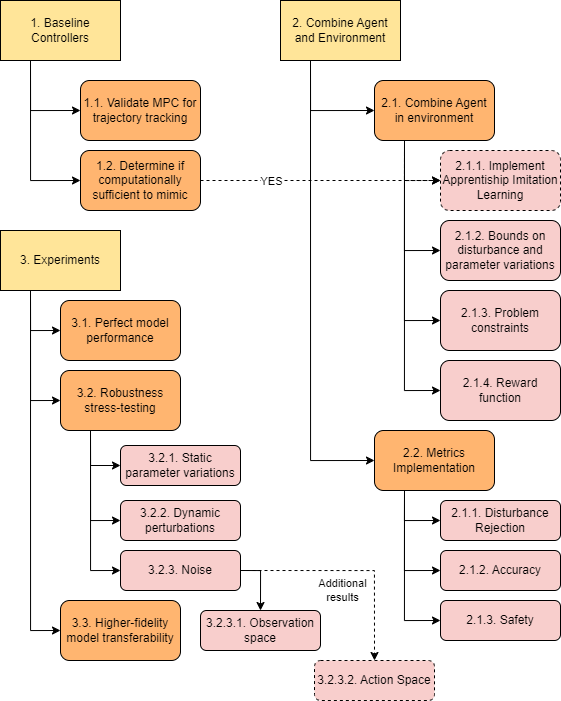 1. Baseline
Controllers
1.1. Validate MPC for
trajectory tracking
1.2. Determine if
computationally
sufficient to mimic
YES
2. Combine Agent
and Environment
2.1. Combine Agent
in environment
2.1.1. Implement
Apprentiship Imitation
Learning
2.1.2. Bounds on
disturbance and
parameter variations
2.1.3. Problem
constraints
2.1.4. Reward
function
2.2. Metrics
Implementation
2.1.1. Disturbance
Rejection
2.1.2. Accuracy
2.1.3. Safety
3. Experiments
3.1. Perfect model
performance
3.2. Robustness
stress-testing
3.2.1. Static
parameter variations
3.2.2. Dynamic
perturbations
3.2.3. Noise
Additional
results
3.2.3.1. Observation
space
3.2.3.2. Action Space
3.3. Higher-fidelity
model transferability